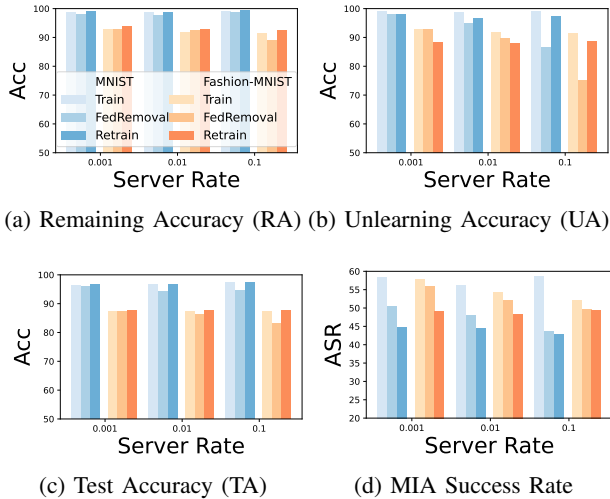 100
90
80
70
60
50
Acc
MNIST
Train
FedRemoval
Retrain
Fashion-MNIST
Train
FedRemoval
Retrain
0.001 0.01 0.1
Server Rate
(a) Remaining Accuracy (RA)
100
90
80
70
60
50
Acc
0.001 0.01 0.1
Server Rate
(b) Unlearning Accuracy (UA)
100
90
80
70
60
50
Acc
0.001 0.01 0.1
Server Rate
(c) Test Accuracy (TA)
60
55
50
45
40
35
30
25
20
ASR
0.001 0.01 0.1
Server Rate
(d) MIA Success Rate